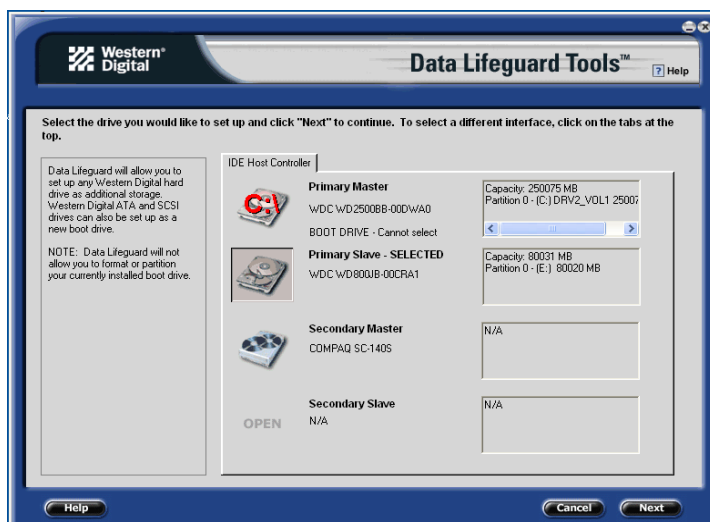 Western®
Digital
Data Lifeguard Tools™
? Help
Select the drive you would like to set up and click "Next" to continue. To select a different interface, click on the tabs at the
top.
Data Lifeguard will allow you to
set up any Western Digital hard
drive as additional storage.
Western Digital ATA and SCSI
drives can also be set up as a
new boot drive.
NOTE: Data Lifeguard will not
allow you to format or partition
your currently installed boot drive.
IDE Host Controller
C:\
Primary Master
WDC WD2500BB-00DWA0
BOOT DRIVE - Cannot select
Capacity: 250075 MB
Partition 0 - (C:) DRV2_VOL1 25007
Primary Slave - SELECTED
WDC WD800JB-00CRA1
Capacity: 80031 MB
Partition 0 - (E:) 80020 MB
Secondary Master
COMPAQ SC-140S
N/A
Secondary Slave
OPEN
N/A
N/A
Help
Cancel
Next